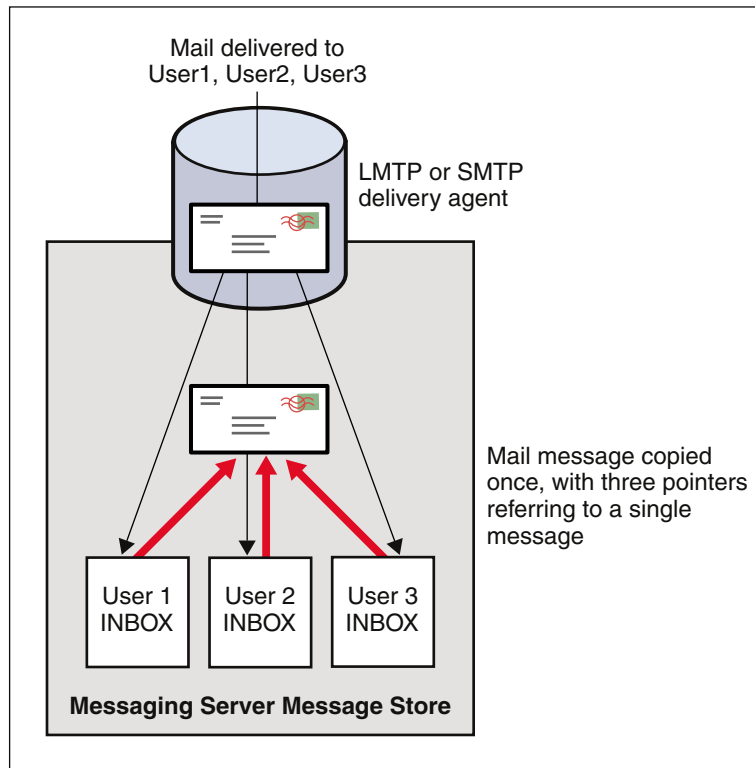 Mail delivered to
User1, User2, User3
LMTP or SMTP
delivery agent
Mail message copied
once, with three pointers
referring to a single
message
User 1
INBOX
User 2
INBOX
User 3
INBOX
Messaging Server Message Store